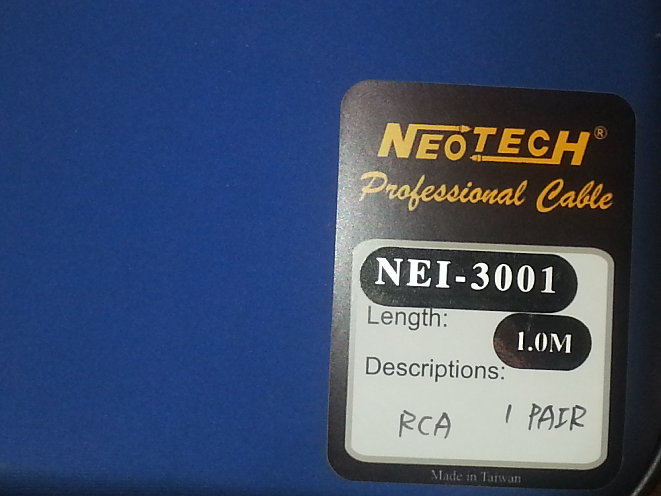 NEOTECH®
Professional Cable
NEI-3001
Length: 1.0M
Descriptions:
RCA 1 PAIR
Made in Taiwan